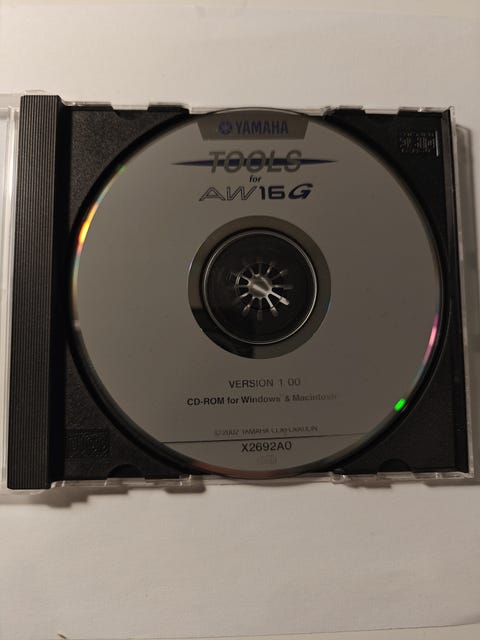 YAMAHA
TOOLS
for
AW16G
VERSION 1.00
CD-ROM for Windows & Macintosh
© 2002 YAMAHA CORPORATION
X2692A0